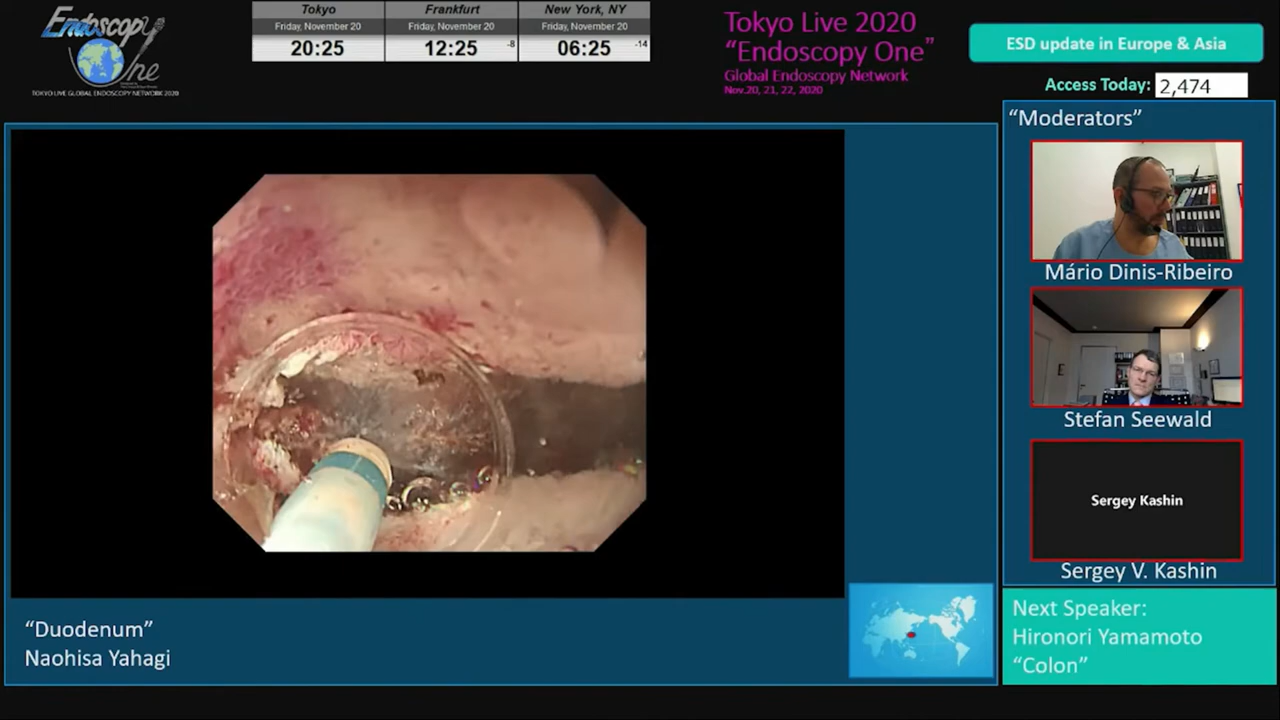 Endoscopy
One
TOKYO LIVE GLOBAL ENDOSCOPY NETWORK 2020
Tokyo
Friday, November 20
20:25
Frankfurt
Friday, November 20
12:25 -8
New York, NY
Friday, November 20
06:25 -14
Tokyo Live 2020
“Endoscopy One”
Global Endoscopy Network
Nov.20, 21, 22, 2020
ESD update in Europe & Asia
Access Today: 2,474
“Moderators”
Mário Dinis-Ribeiro
Stefan Seewald
Sergey Kashin
Sergey V. Kashin
“Duodenum”
Naohisa Yahagi
Next Speaker:
Hironori Yamamoto
“Colon”